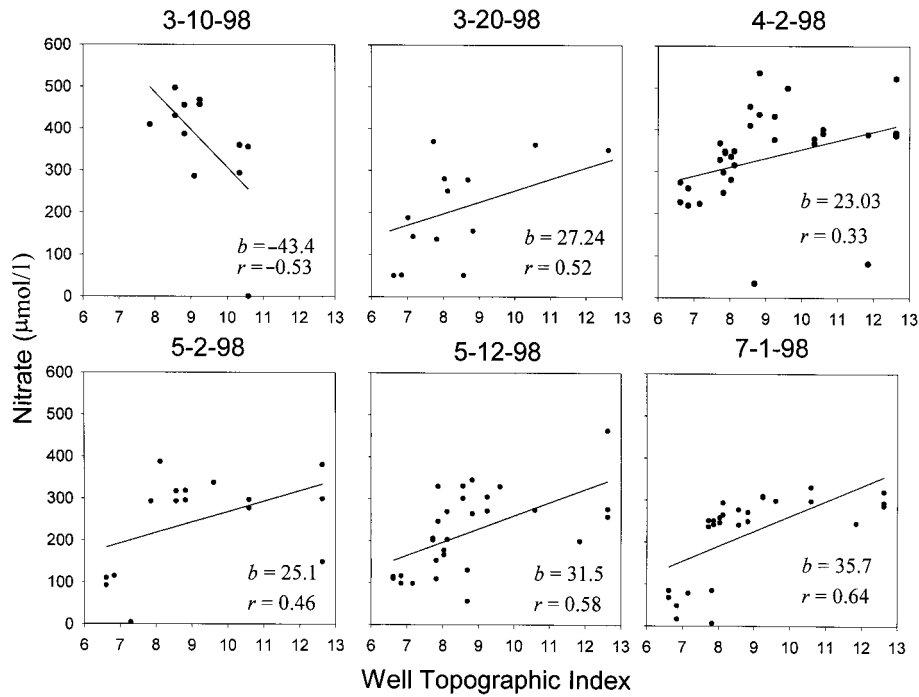 3-10-98
3-20-98
4-2-98
600
500
400
300
200
100
0
b = –43.4
r = –0.53
b = 27.24
r = 0.52
b = 23.03
r = 0.33
6 7 8 9 10 11 12 13
6 7 8 9 10 11 12 13
6 7 8 9 10 11 12 13
Nitrate (µmol/l)
5-2-98
5-12-98
7-1-98
600
500
400
300
200
100
0
b = 25.1
r = 0.46
b = 31.5
r = 0.58
b = 35.7
r = 0.64
6 7 8 9 10 11 12 13
6 7 8 9 10 11 12 13
6 7 8 9 10 11 12 13
Well Topographic Index